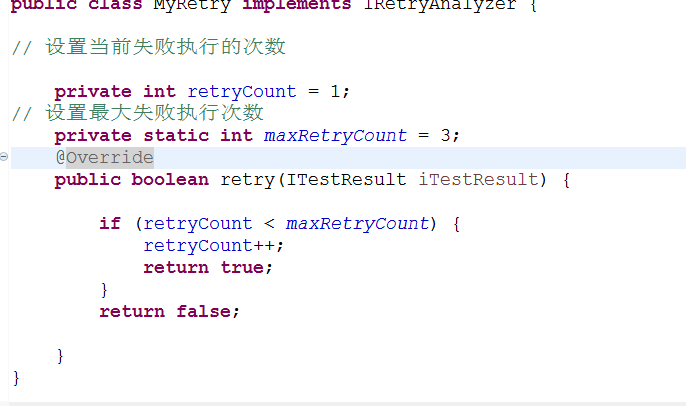 public class MyRetry implements IRetryAnalyzer {
// 设置当前失败执行的次数
private int retryCount = 1;
// 设置最大失败执行次数
private static int maxRetryCount = 3;
@Override
public boolean retry(ITestResult iTestResult) {
if (retryCount < maxRetryCount) {
retryCount++;
return true;
}
return false;
}
}